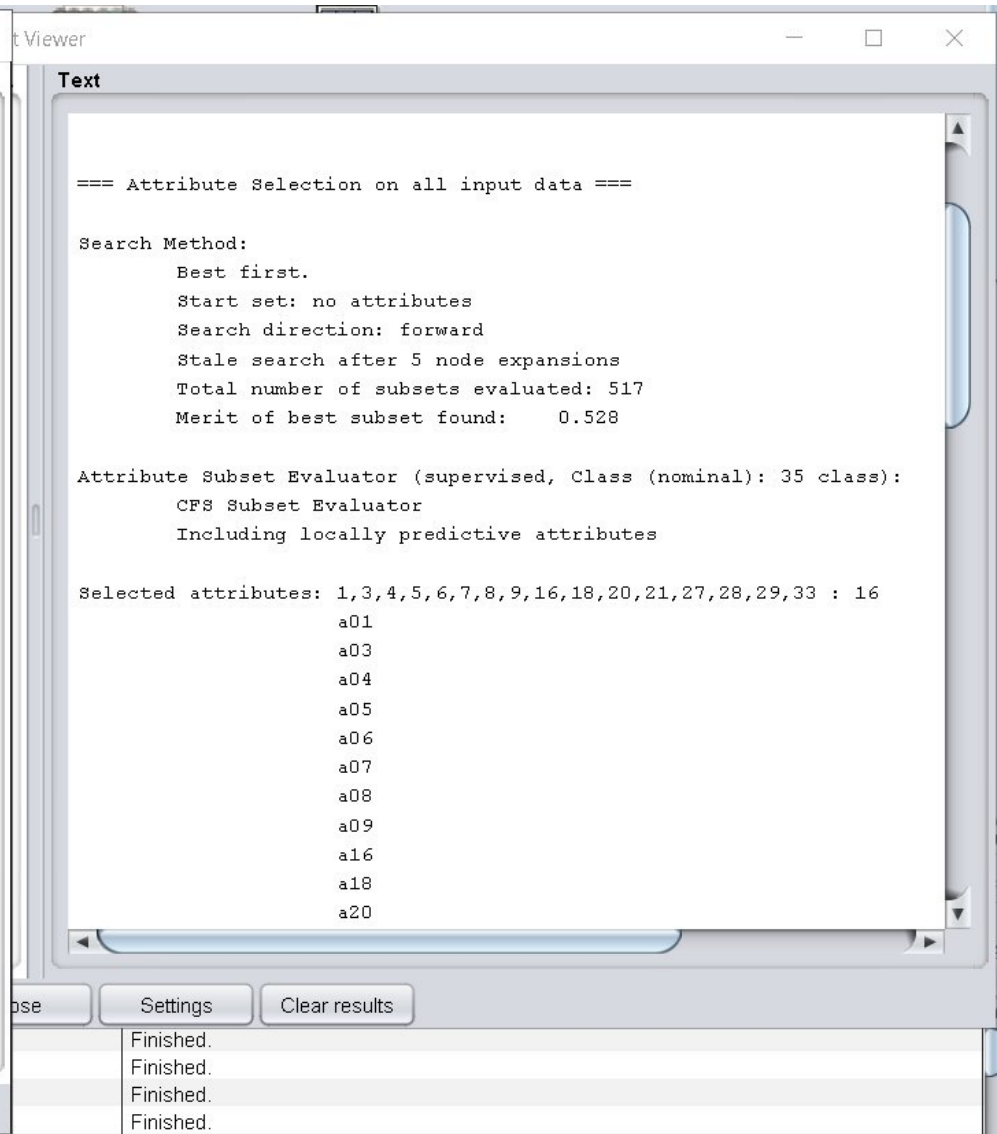 t Viewer
Text
=== Attribute Selection on all input data ===
Search Method:
Best first.
Start set: no attributes
Search direction: forward
Stale search after 5 node expansions
Total number of subsets evaluated: 517
Merit of best subset found: 0.528
Attribute Subset Evaluator (supervised, Class (nominal): 35 class):
CFS Subset Evaluator
Including locally predictive attributes
Selected attributes: 1,3,4,5,6,7,8,9,16,18,20,21,27,28,29,33 : 16
a01
a03
a04
a05
a06
a07
a08
a09
a16
a18
a20
ose Settings Clear results
Finished.
Finished.
Finished.
Finished.